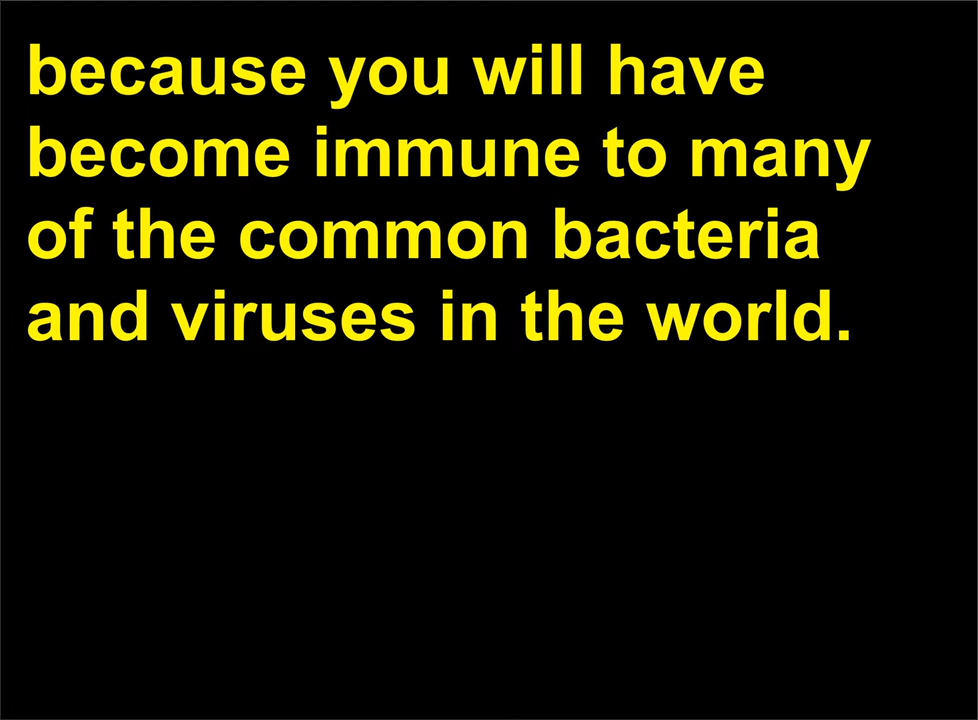 because you will have
become immune to many
of the common bacteria
and viruses in the world.